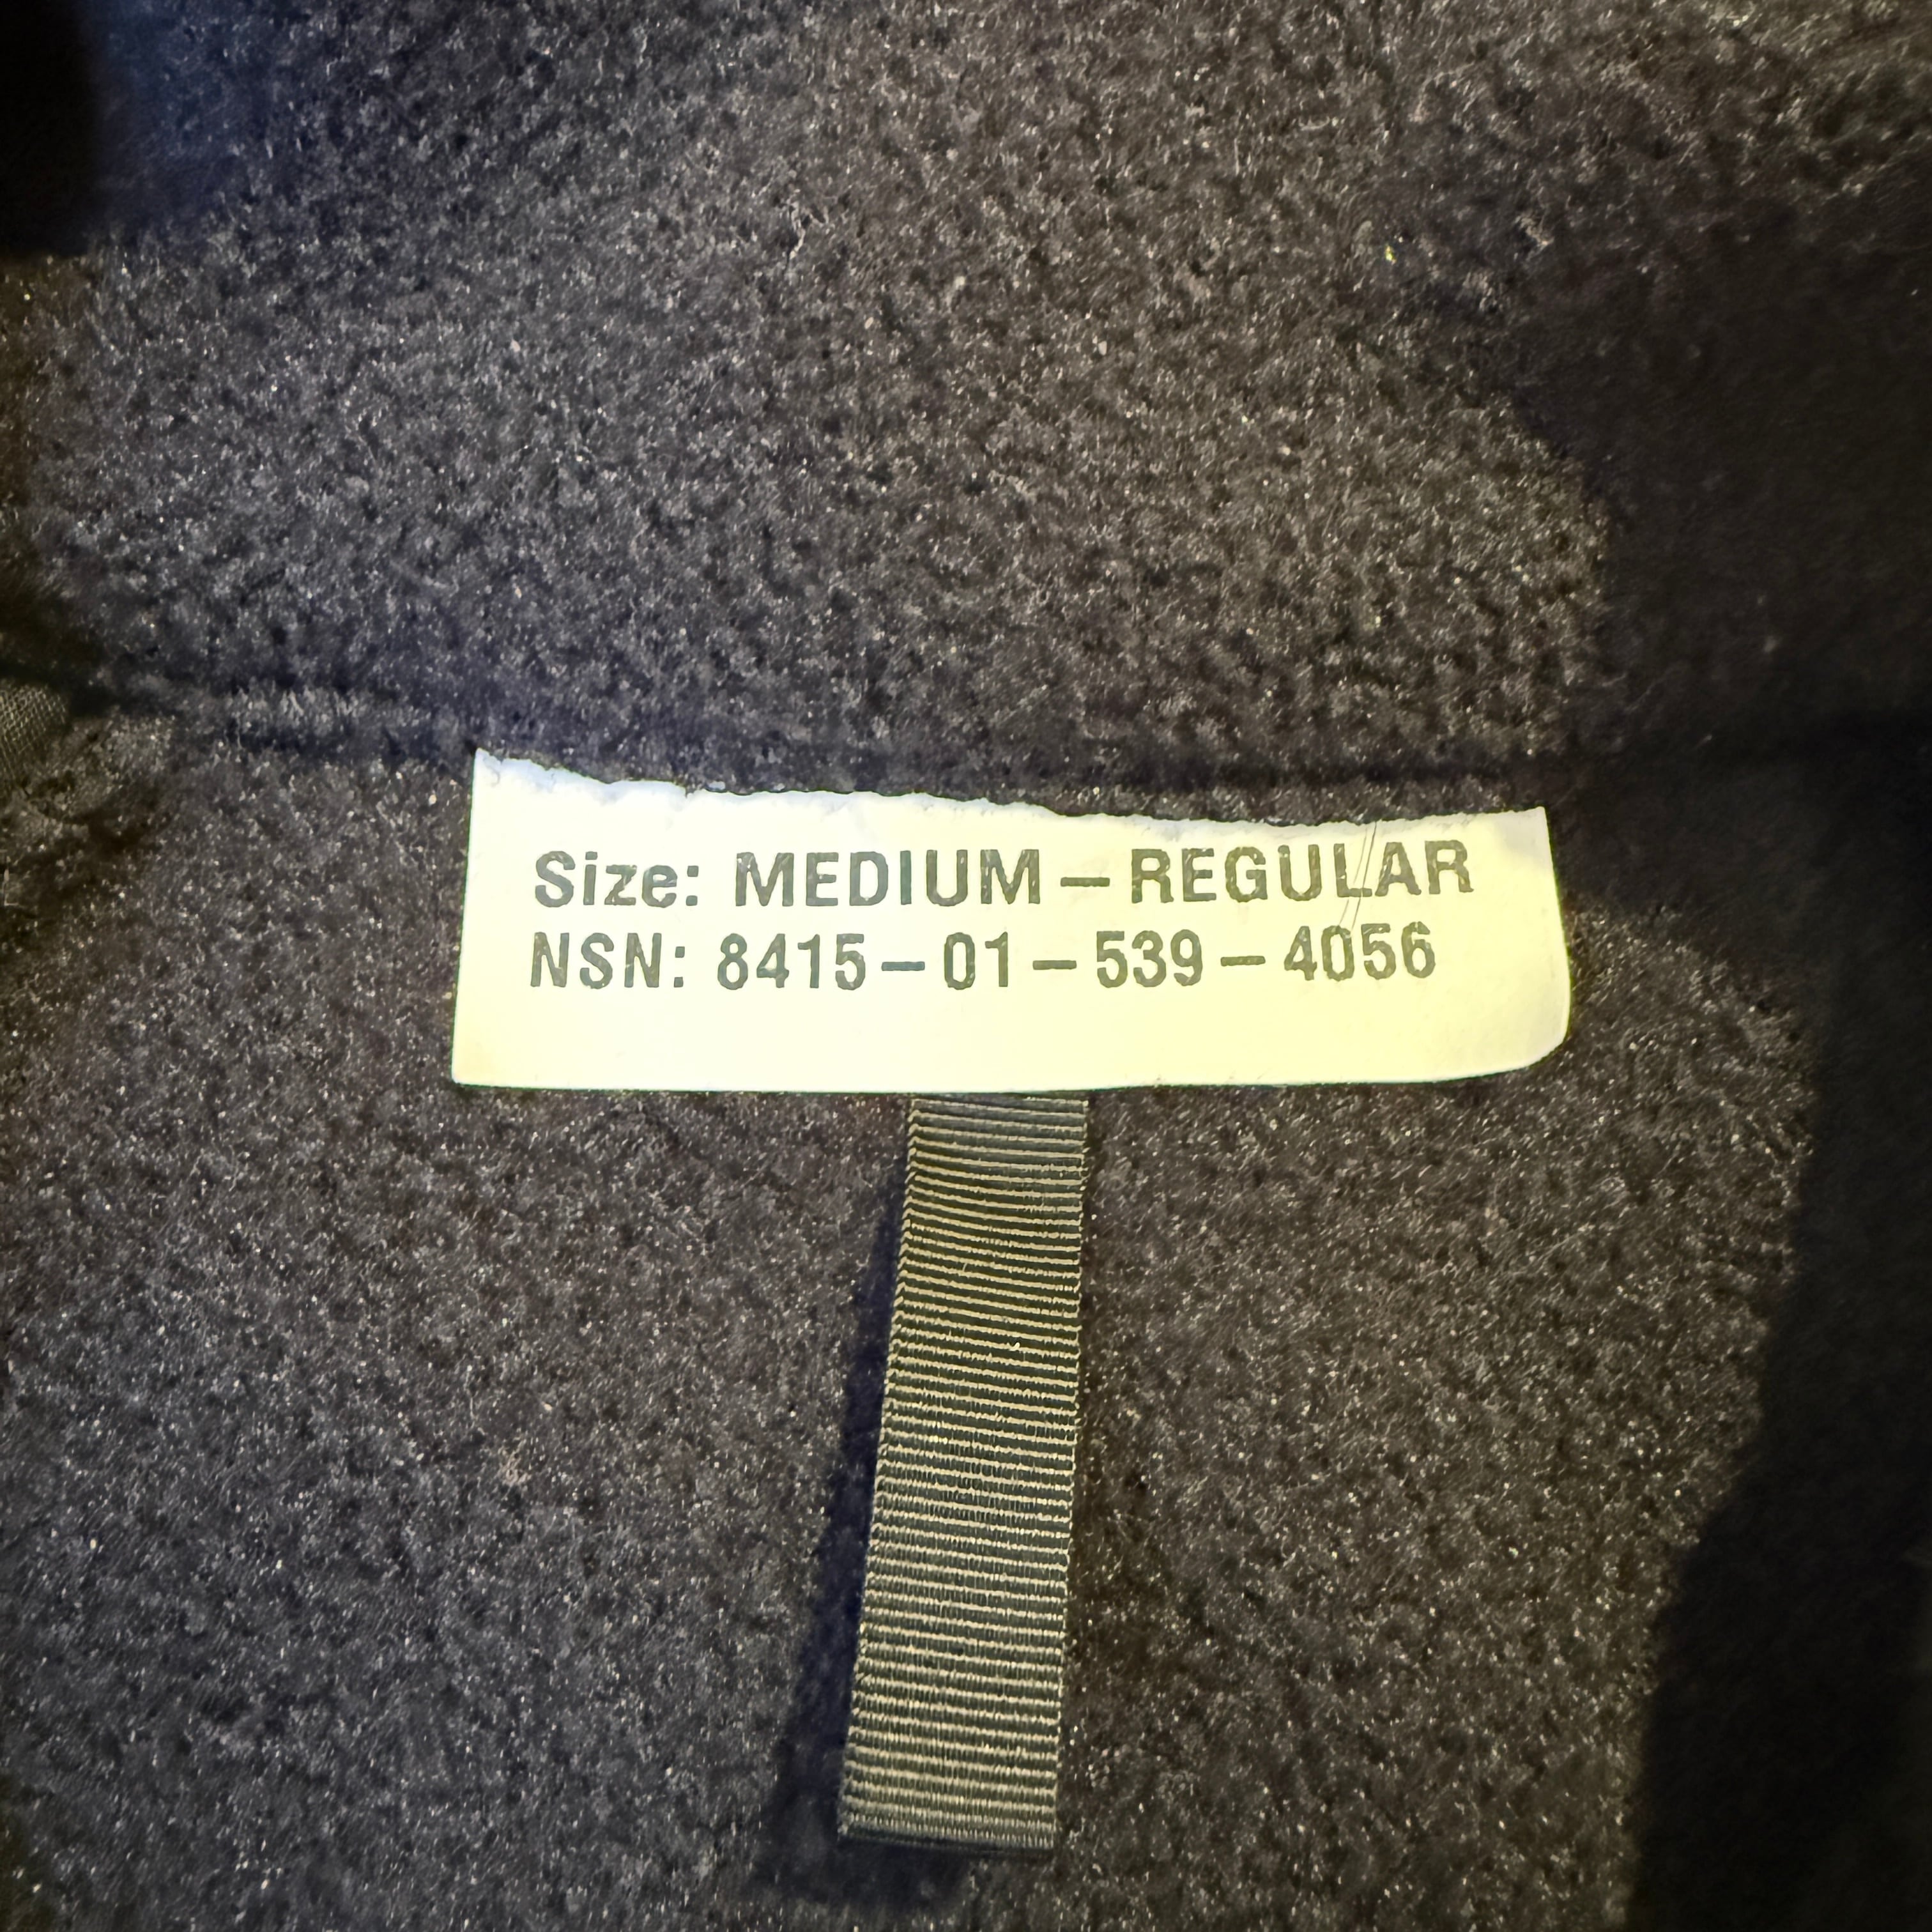 Size: MEDIUM – REGULAR
NSN: 8415 – 01 – 539 – 4056